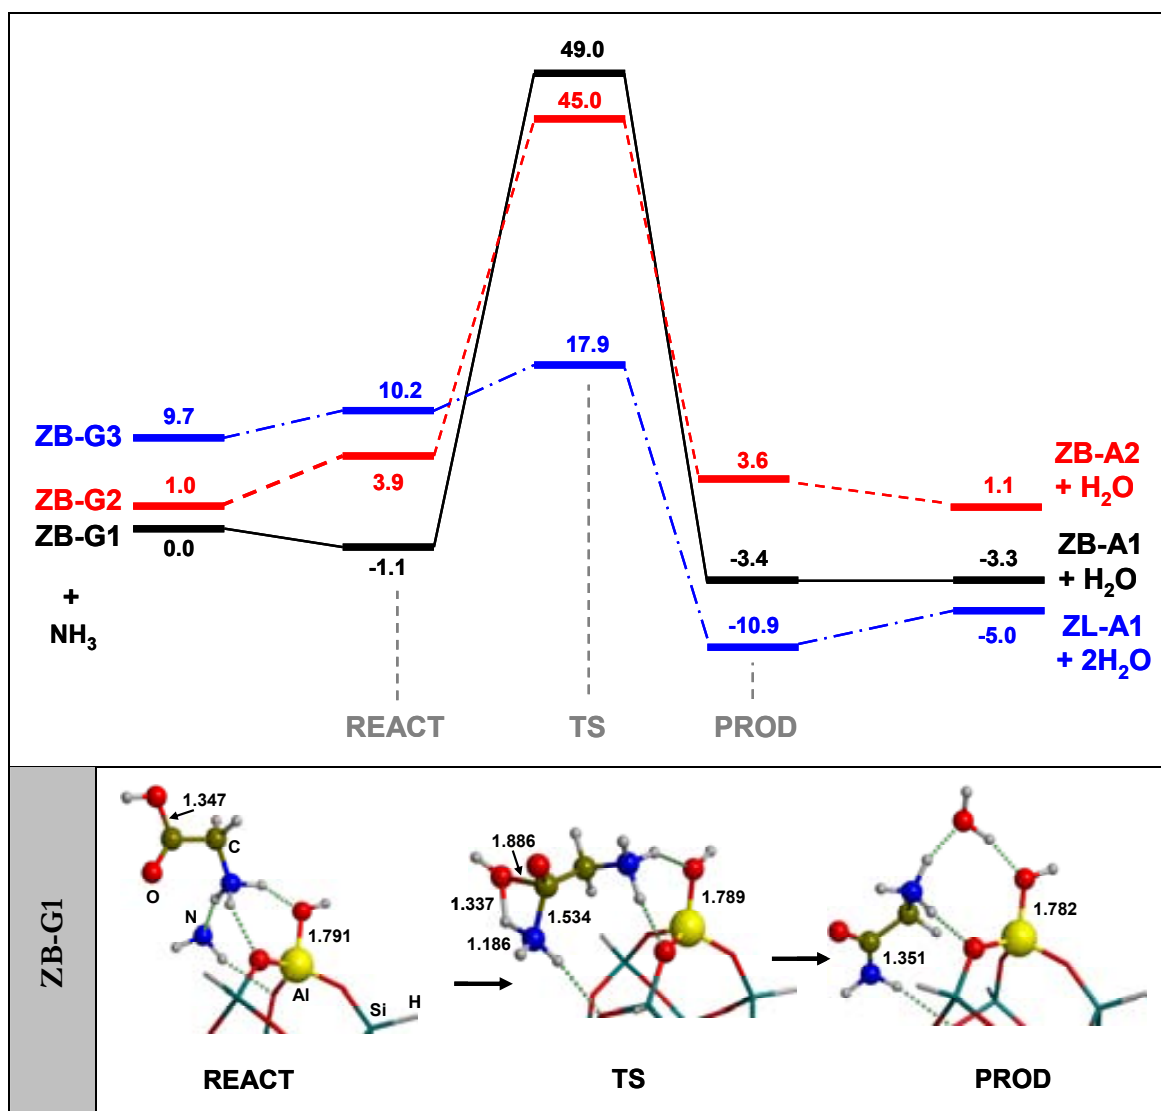 49.0
45.0
17.9
10.2
9.7
ZB-G3
3.9
1.0
ZB-G2
ZB-G1
0.0
-1.1
+
NH3
3.6
1.1
ZB-A2
+ H2O
-3.4
-3.3
ZB-A1
+ H2O
-10.9
-5.0
ZL-A1
+ 2H2O
REACT
TS
PROD
ZB-G1
1.347
C
O
N
1.791
Al
Si
H
REACT
1.886
1.337
1.534
1.186
1.789
TS
1.782
1.351
PROD